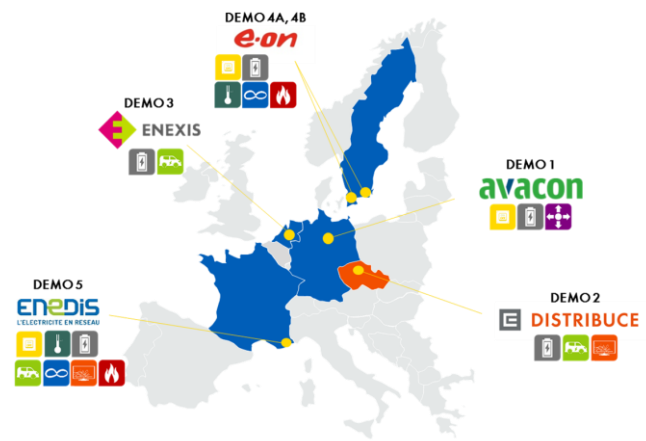 DEMO 4A, 4B
e·on
DEMO 3
ENEXIS
DEMO 1
avacon
DEMO 5
ENEDIS
L'ELECTRICITE EN RESEAU
DEMO 2
DISTRIBUCE